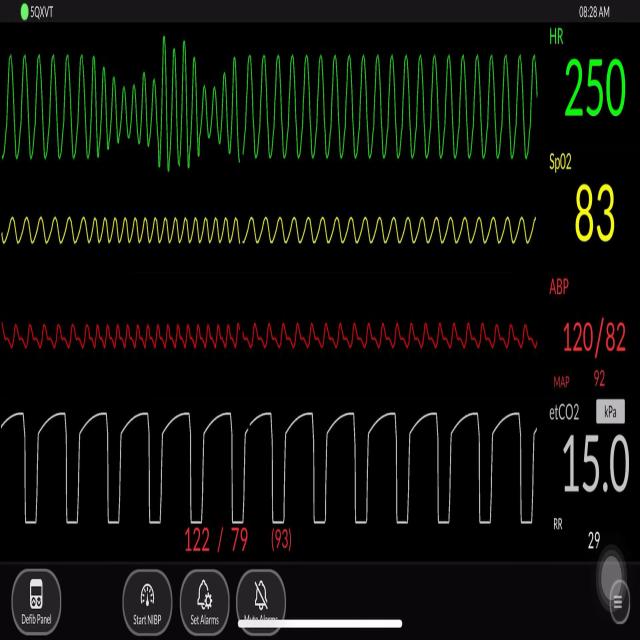 5QXVT
08:28 AM
HR
250
SpO2
83
ABP
120/82
MAP 92
etCO2 kPa
15.0
RR
29
122 / 79 (93)
Defib Panel
Start NIBP
Set Alarms
Mute Alarms